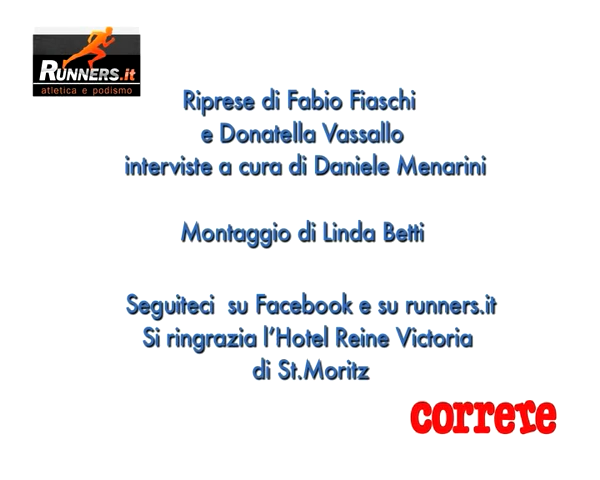 RUNNERS.it
atletica e podismo
Riprese di Fabio Fiaschi
e Donatella Vassallo
interviste a cura di Daniele Menarini
Montaggio di Linda Betti
Seguiteci su Facebook e su runners.it
Si ringrazia l'Hotel Reine Victoria
di St.Moritz
correre